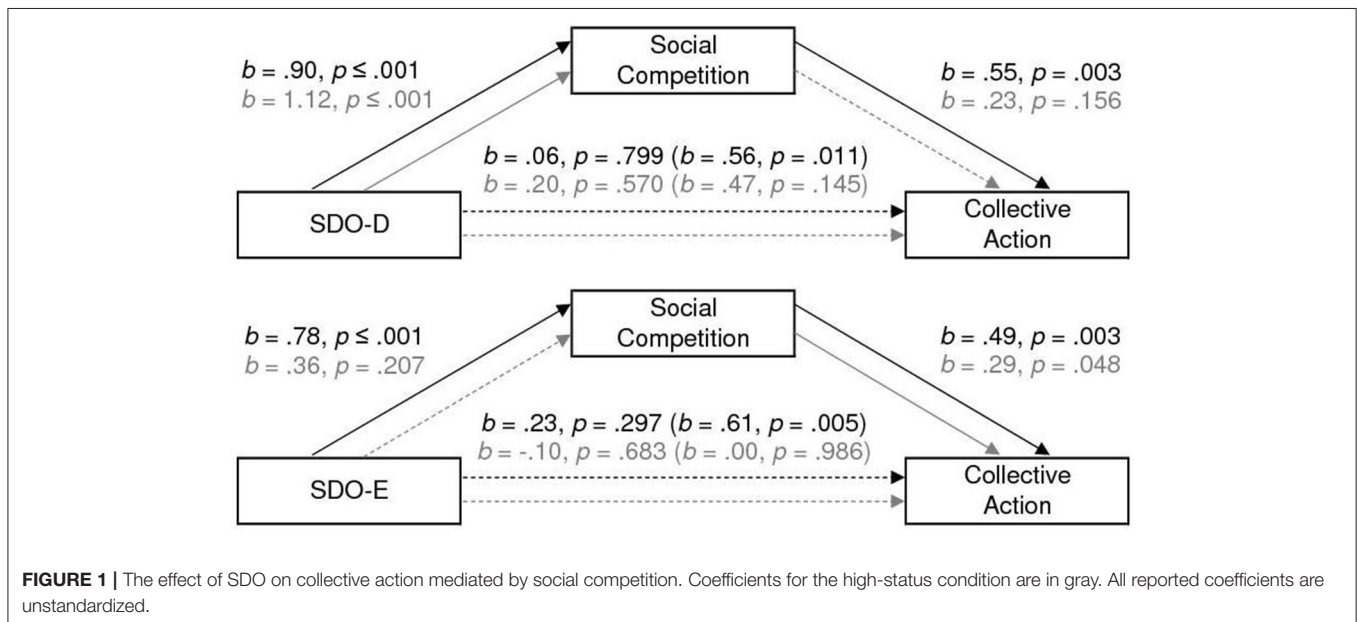 Social
Competition
b = .90, p ≤ .001
b = 1.12, p ≤ .001
b = .55, p = .003
b = .23, p = .156
b = .06, p = .799 (b = .56, p = .011)
b = .20, p = .570 (b = .47, p = .145)
SDO-D
Collective
Action
Social
Competition
b = .78, p ≤ .001
b = .36, p = .207
b = .49, p = .003
b = .29, p = .048
b = .23, p = .297 (b = .61, p = .005)
b = -.10, p = .683 (b = .00, p = .986)
SDO-E
Collective
Action
FIGURE 1 | The effect of SDO on collective action mediated by social competition. Coefficients for the high-status condition are in gray. All reported coefficients are
unstandardized.